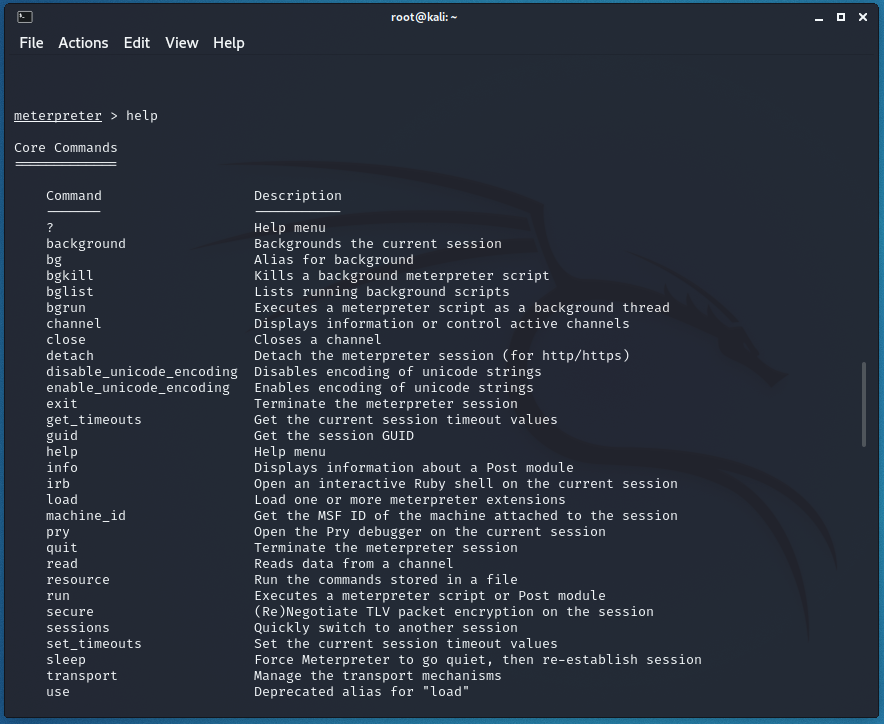 root@kali: ~
File Actions Edit View Help
meterpreter > help
Core Commands
=============
Command Description
------- -----------
? Help menu
background Backgrounds the current session
bg Alias for background
bgkill Kills a background meterpreter script
bglist Lists running background scripts
bgrun Executes a meterpreter script as a background thread
channel Displays information or control active channels
close Closes a channel
detach Detach the meterpreter session (for http/https)
disable_unicode_encoding Disables encoding of unicode strings
enable_unicode_encoding Enables encoding of unicode strings
exit Terminate the meterpreter session
get_timeouts Get the current session timeout values
guid Get the session GUID
help Help menu
info Displays information about a Post module
irb Open an interactive Ruby shell on the current session
load Load one or more meterpreter extensions
machine_id Get the MSF ID of the machine attached to the session
pry Open the Pry debugger on the current session
quit Terminate the meterpreter session
read Reads data from a channel
resource Run the commands stored in a file
run Executes a meterpreter script or Post module
secure (Re)Negotiate TLV packet encryption on the session
sessions Quickly switch to another session
set_timeouts Set the current session timeout values
sleep Force Meterpreter to go quiet, then re-establish session
transport Manage the transport mechanisms
use Deprecated alias for "load"